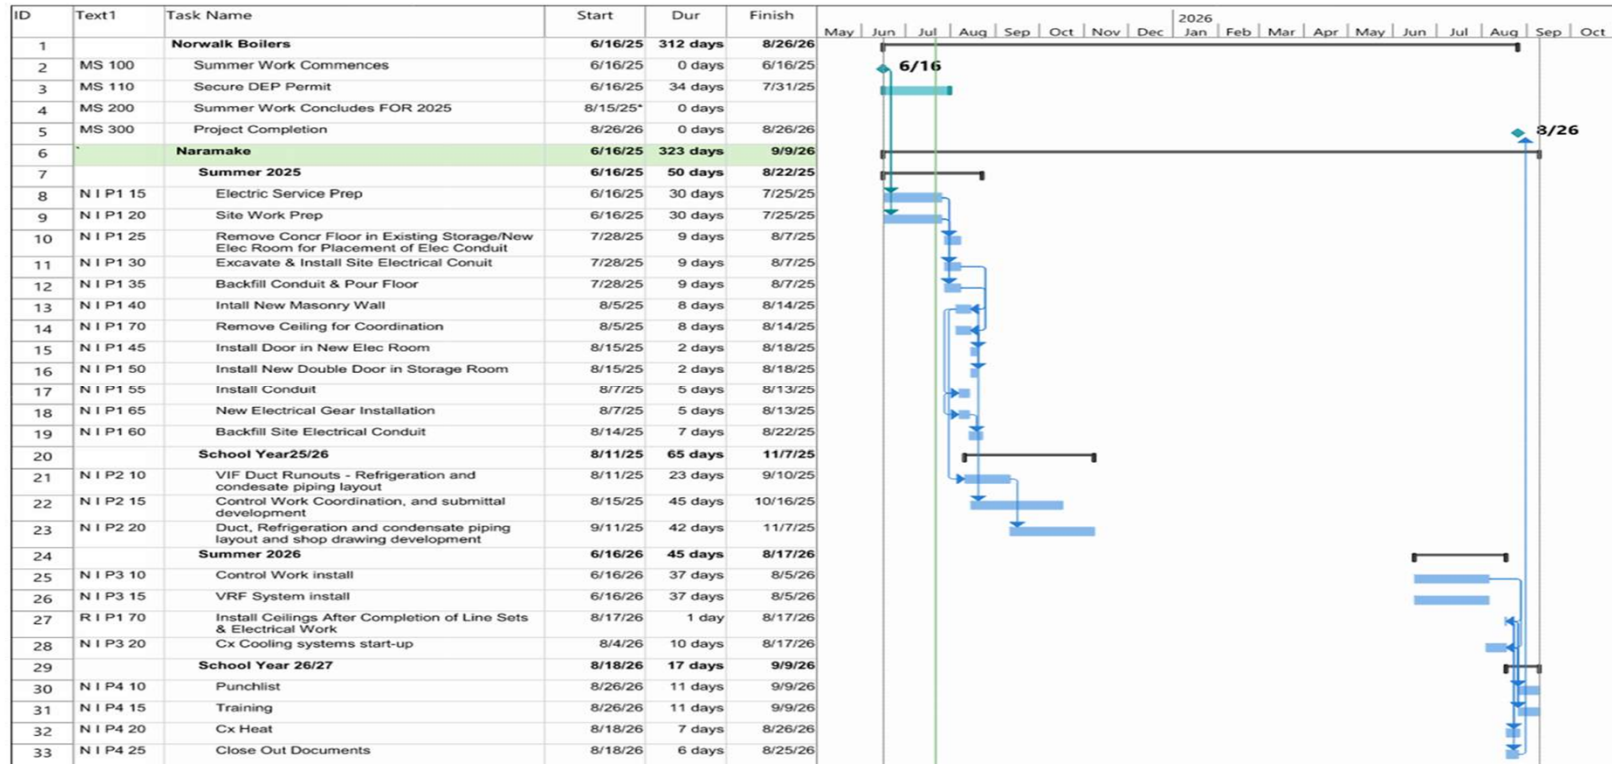 ID Text1 Task Name Start Dur Finish
2026
May Jun Jul Aug Sep Oct Nov Dec Jan Feb Mar Apr May Jun Jul Aug Sep Oct
1 Norwalk Boilers 6/16/25 312 days 8/26/26
2 MS 100 Summer Work Commences 6/16/25 0 days 6/16/25 6/16
3 MS 110 Secure DEP Permit 6/16/25 34 days 7/31/25
4 MS 200 Summer Work Concludes FOR 2025 8/15/25* 0 days
5 MS 300 Project Completion 8/26/26 0 days 8/26/26 8/26
6 Naramake 6/16/25 323 days 9/9/26
7 Summer 2025 6/16/25 50 days 8/22/25
8 N I P1 15 Electric Service Prep 6/16/25 30 days 7/25/25
9 N I P1 20 Site Work Prep 6/16/25 30 days 7/25/25
10 N I P1 25 Remove Concr Floor in Existing Storage/New 7/28/25 9 days 8/7/25
Elec Room for Placement of Elec Conduit
11 N I P1 30 Excavate & Install Site Electrical Conuit 7/28/25 9 days 8/7/25
12 N I P1 35 Backfill Conduit & Pour Floor 7/28/25 9 days 8/7/25
13 N I P1 40 Intall New Masonry Wall 8/5/25 8 days 8/14/25
14 N I P1 70 Remove Ceiling for Coordination 8/5/25 8 days 8/14/25
15 N I P1 45 Install Door in New Elec Room 8/15/25 2 days 8/18/25
16 N I P1 50 Install New Double Door in Storage Room 8/15/25 2 days 8/18/25
17 N I P1 55 Install Conduit 8/7/25 5 days 8/13/25
18 N I P1 65 New Electrical Gear Installation 8/7/25 5 days 8/13/25
19 N I P1 60 Backfill Site Electrical Conduit 8/14/25 7 days 8/22/25
20 School Year25/26 8/11/25 65 days 11/7/25
21 N I P2 10 VIF Duct Runouts - Refrigeration and 8/11/25 23 days 9/10/25
condesate piping layout
22 N I P2 15 Control Work Coordination, and submittal 8/15/25 45 days 10/16/25
development
23 N I P2 20 Duct, Refrigeration and condensate piping 9/11/25 42 days 11/7/25
layout and shop drawing development
24 Summer 2026 6/16/26 45 days 8/17/26
25 N I P3 10 Control Work install 6/16/26 37 days 8/5/26
26 N I P3 15 VRF System install 6/16/26 37 days 8/5/26
27 R I P1 70 Install Ceilings After Completion of Line Sets 8/17/26 1 day 8/17/26
& Electrical Work
28 N I P3 20 Cx Cooling systems start-up 8/4/26 10 days 8/17/26
29 School Year 26/27 8/18/26 17 days 9/9/26
30 N I P4 10 Punchlist 8/26/26 11 days 9/9/26
31 N I P4 15 Training 8/26/26 11 days 9/9/26
32 N I P4 20 Cx Heat 8/18/26 7 days 8/26/26
33 N I P4 25 Close Out Documents 8/18/26 6 days 8/25/26